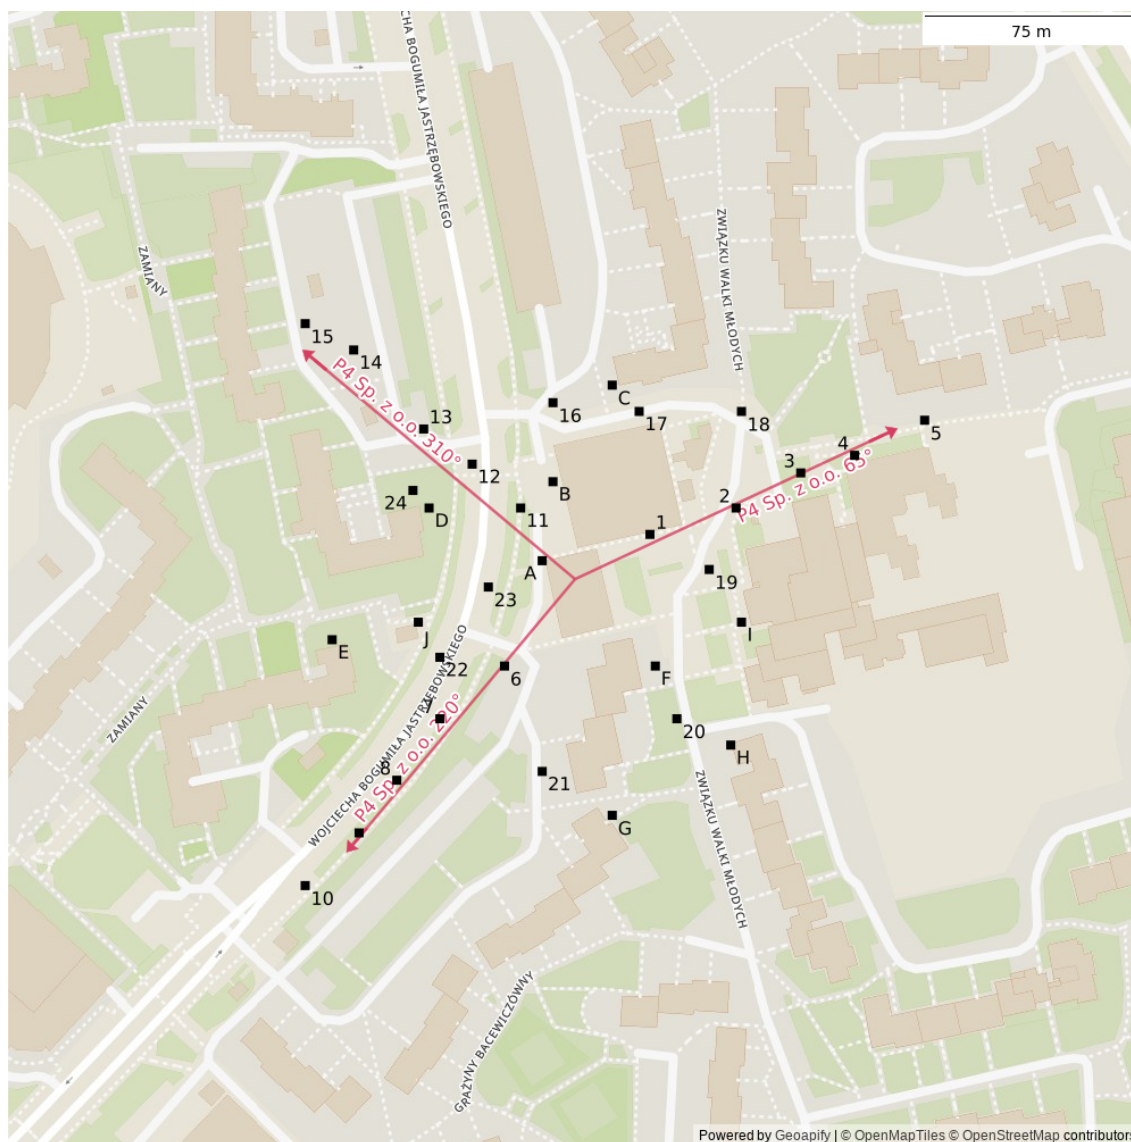 75 m
CHA BOGUMIŁA JASTRZĘBOWSKIEGO
ZAMIANY
ZWIĄZKU WALKI MŁODYCH
15
14
P4 Sp. z o.o. 310°
C
16
17
18
13
5
4
12
3
P4 Sp. z o.o. 65°
B
24
D
11
2
1
A
19
23
J
I
E
22
6
F
WOJCIECHA BOGUMIŁA JASTRZĘBOWSKIEGO
7
P4 Sp. z o.o. 220°
ZAMIANY
20
H
8
21
G
ZWIĄZKU WALKI MŁODYCH
10
GRAŻYNY BACEWICZÓWNY
Powered by Geoapify | © OpenMapTiles © OpenStreetMap contributors